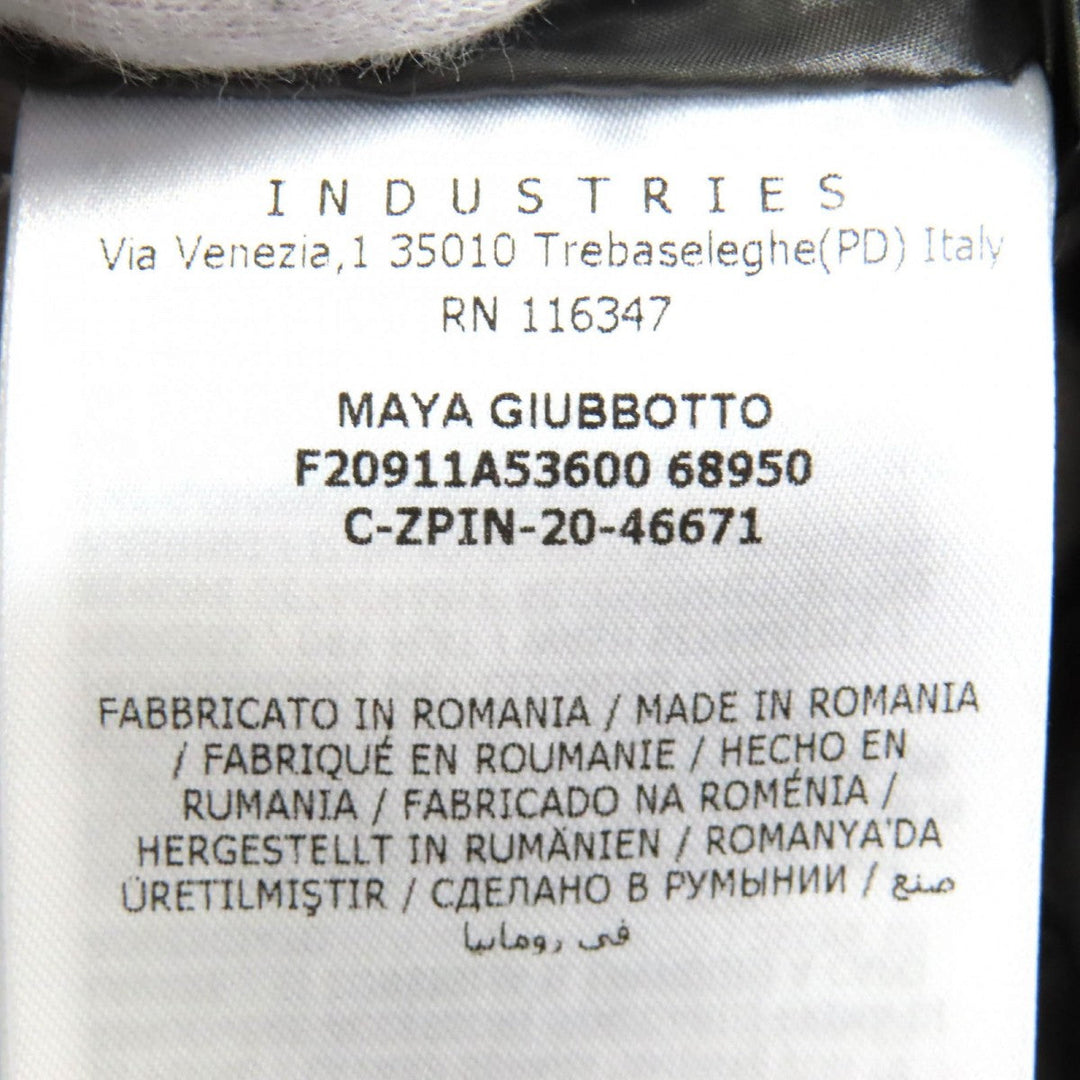 INDUSTRIES
Via Venezia,1 35010 Trebaseleghe(PD) Italy
RN 116347
MAYA GIUBBOTTO
F20911A53600 68950
C-ZPIN-20-46671
FABBRICATO IN ROMANIA / MADE IN ROMANIA
/ FABRIQUÉ EN ROUMANIE / HECHO EN
RUMANIA / FABRICADO NA ROMÉNIA /
HERGESTELLT IN RUMÄNIEN / ROMANYA'DA
ÜRETILMIŞTIR / СДЕЛАНО В РУМЫНИИ / صنع
في رومانيا